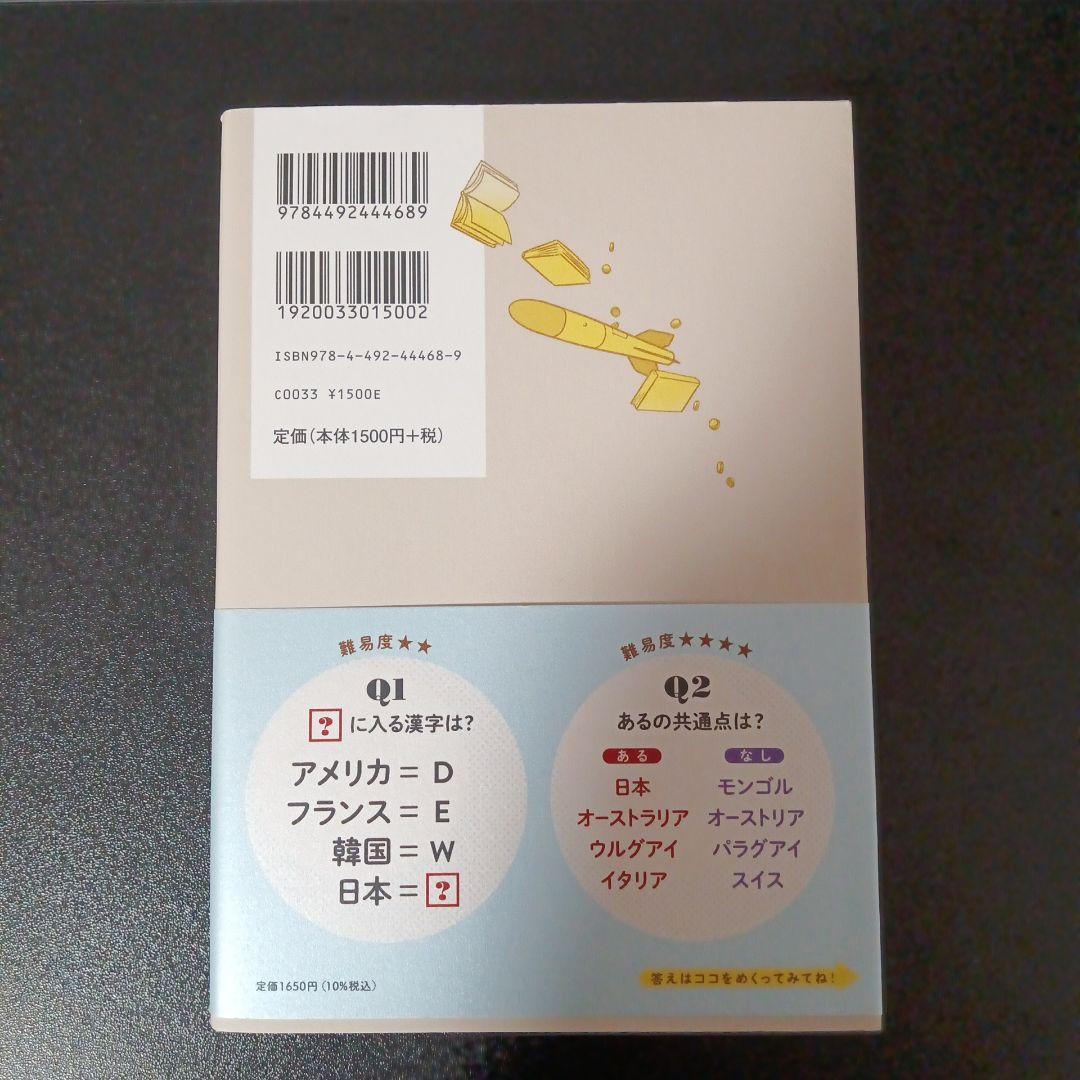 9784492444689
1920033015002
ISBN978-4-492-44468-9
C0033 ¥1500E
定価(本体1500円+税)
難易度★★
Q1
?に入る漢字は?
アメリカ = D
フランス = E
韓国 = W
日本 = ?
定価1650円(10%税込)
難易度★★★★
Q2
あるの共通点は?
ある なし
日本 モンゴル
オーストラリア オーストリア
ウルグアイ パラグアイ
イタリア スイス
答えはココをめくってみてね!